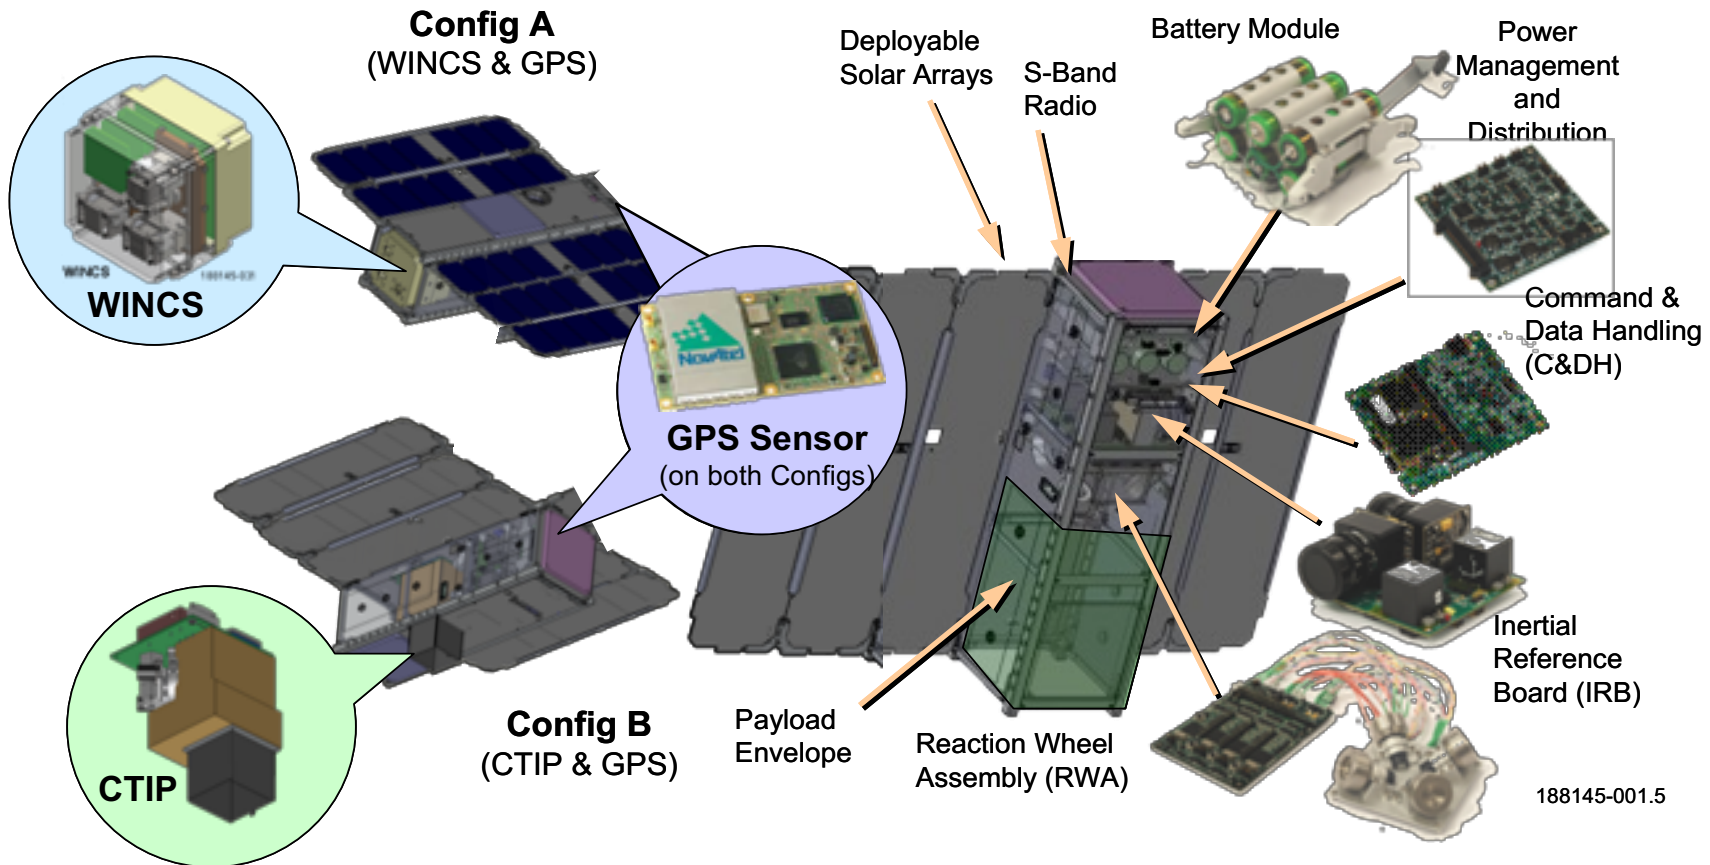 Config A
(WINCS & GPS)
WINCS
188145-031
WINCS
Deployable
Solar Arrays
S-Band
Radio
Battery Module
Power
Management
and
Distribution
Command &
Data Handling
(C&DH)
NovAtel
GPS Sensor
(on both Configs)
Inertial
Reference
Board (IRB)
CTIP
Config B
(CTIP & GPS)
Payload
Envelope
Reaction Wheel
Assembly (RWA)
188145-001.5